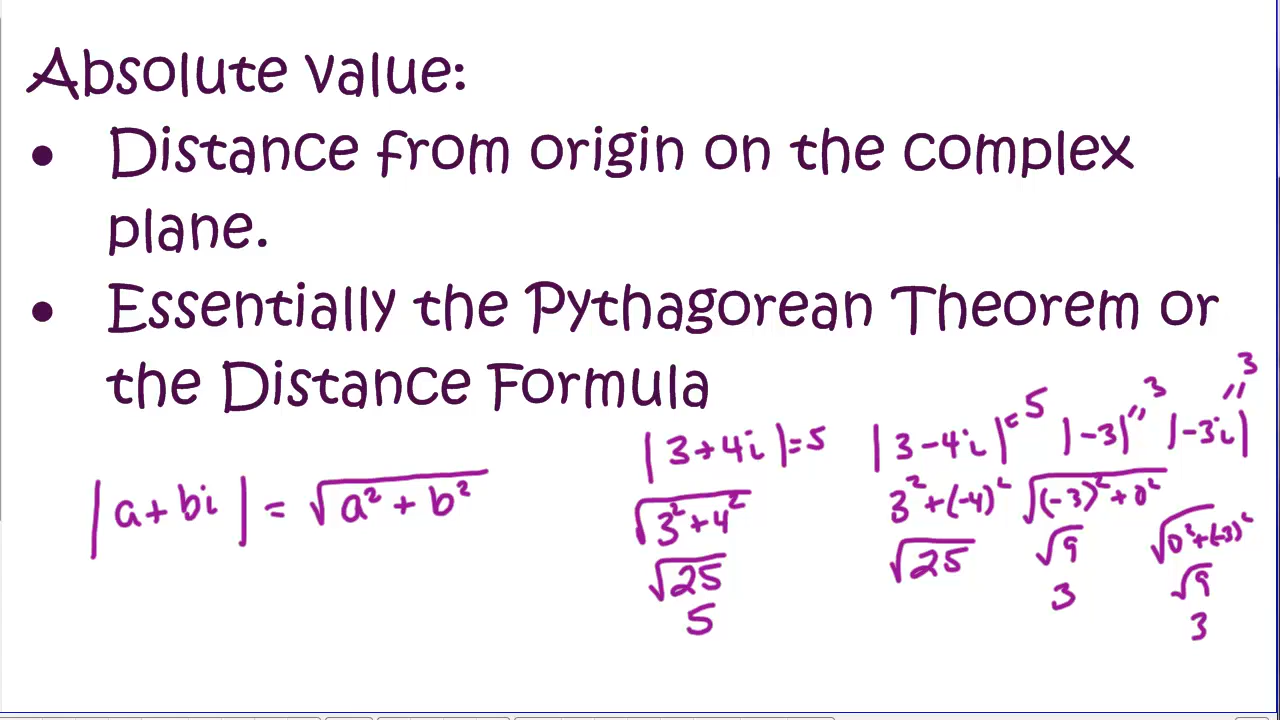 Absolute value:
• Distance from origin on the complex
plane.
• Essentially the Pythagorean Theorem or
the Distance Formula
|a+bi| = √(a² + b²)
|3+4i|=5
√(3²+4²)
√25
5
|3-4i|=5
3²+(-4)²
√25
|-3|=3
√((-3)²+0²)
√9
3
|-3i|=3
√(0²+(-3)²)
√9
3